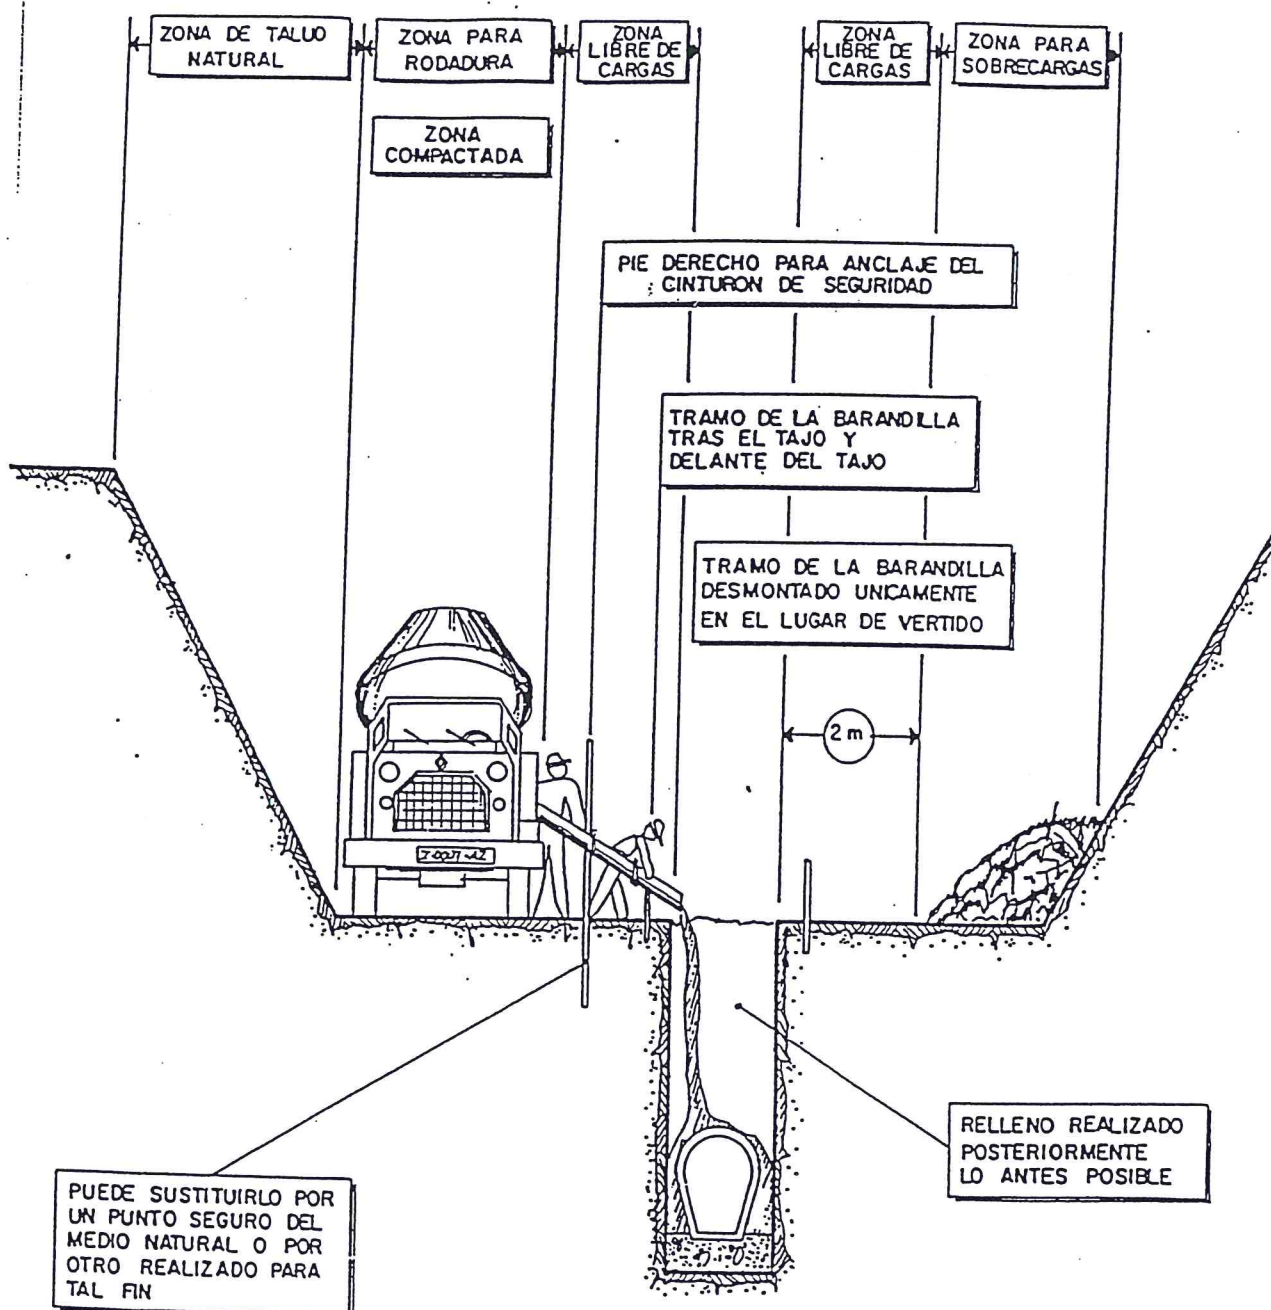 ZONA DE TALUD
NATURAL
ZONA PARA
RODADURA
ZONA
LIBRE DE
CARGAS
ZONA
LIBRE DE
CARGAS
ZONA PARA
SOBRECARGAS
ZONA
COMPACTADA
PIE DERECHO PARA ANCLAJE DEL
CINTURON DE SEGURIDAD
TRAMO DE LA BARANDILLA
TRAS EL TAJO Y
DELANTE DEL TAJO
TRAMO DE LA BARANDILLA
DESMONTADO UNICAMENTE
EN EL LUGAR DE VERTIDO
2 m
RELLENO REALIZADO
POSTERIORMENTE
LO ANTES POSIBLE
PUEDE SUSTITUIRLO POR
UN PUNTO SEGURO DEL
MEDIO NATURAL O POR
OTRO REALIZADO PARA
TAL FIN